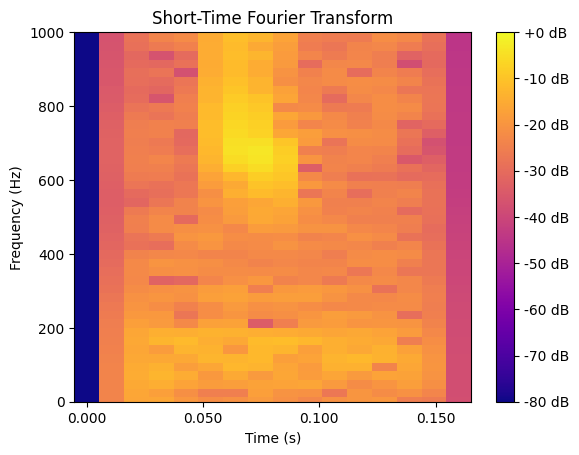 Short-Time Fourier Transform
1000
800
600
400
200
0
Frequency (Hz)
0.000
0.050
0.100
0.150
Time (s)
+0 dB
-10 dB
-20 dB
-30 dB
-40 dB
-50 dB
-60 dB
-70 dB
-80 dB